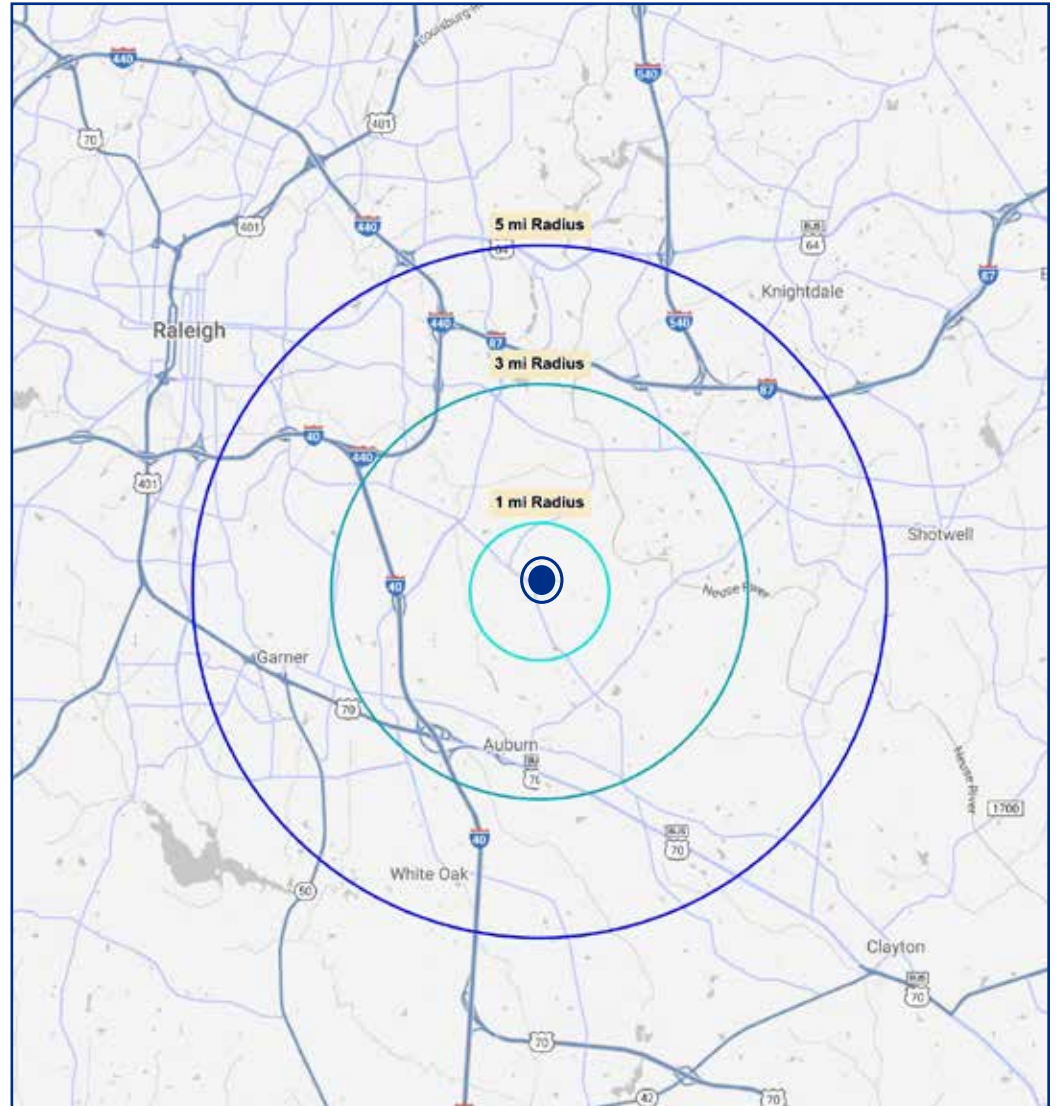 Louisburg
440
540
401
70
401
440
5 mi Radius
64
BUS
64
87
Knightdale
Raleigh
440
540
87
3 mi Radius
87
40
440
401
1 mi Radius
Shotwell
40
Neuse River
Garner
70
Auburn
70
Neuse River
1700
40
BUS
70
White Oak
50
Clayton
BUS
70
70
42
70